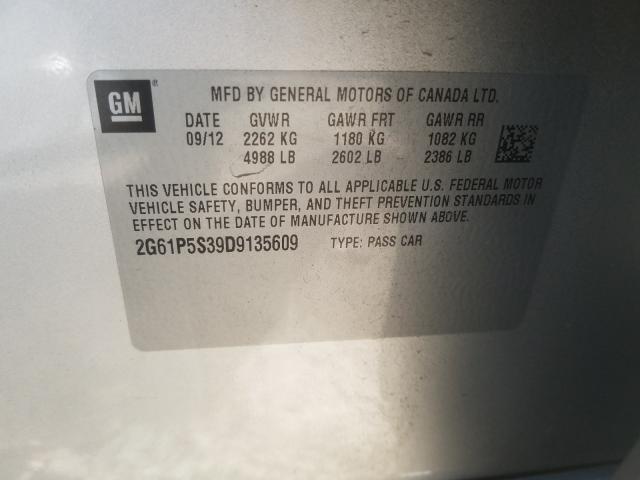 GM®
MFD BY GENERAL MOTORS OF CANADA LTD.
DATE GVWR GAWR FRT GAWR RR
09/12 2262 KG 1180 KG 1082 KG
4988 LB 2602 LB 2386 LB
THIS VEHICLE CONFORMS TO ALL APPLICABLE U.S. FEDERAL MOTOR
VEHICLE SAFETY, BUMPER, AND THEFT PREVENTION STANDARDS IN
EFFECT ON THE DATE OF MANUFACTURE SHOWN ABOVE.
2G61P5S39D9135609 TYPE: PASS CAR